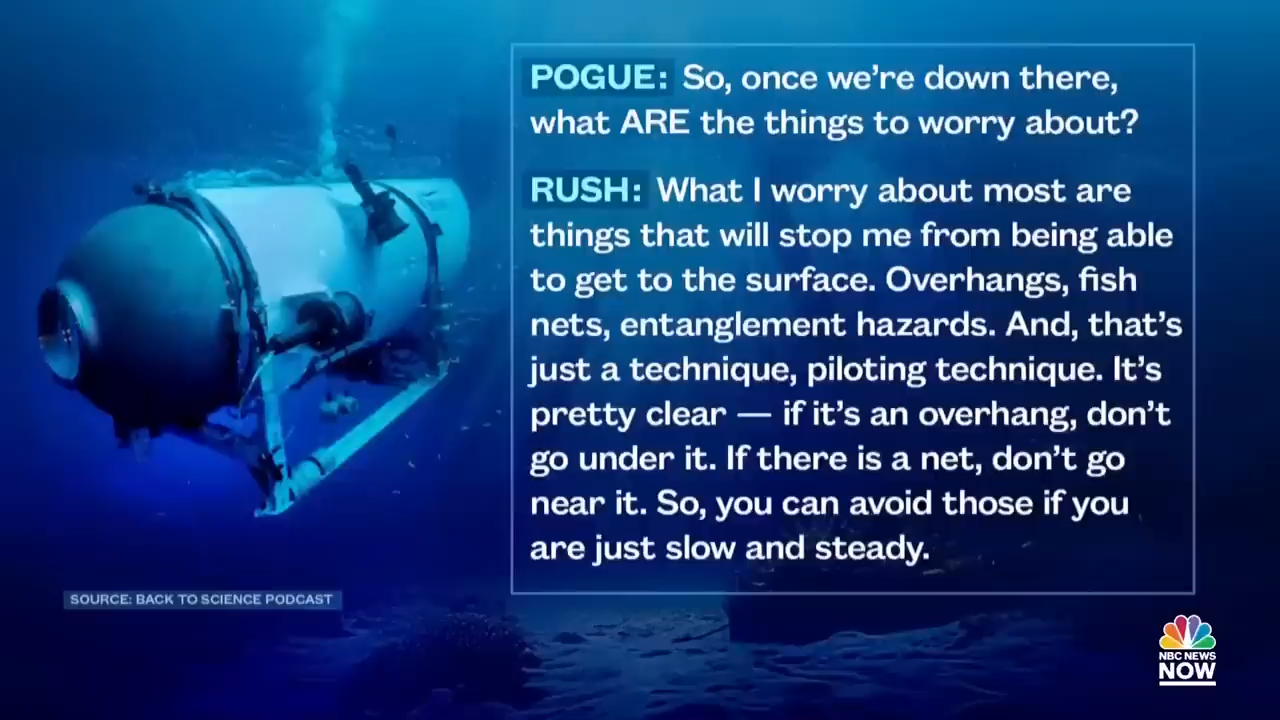 POGUE: So, once we're down there,
what ARE the things to worry about?
RUSH: What I worry about most are
things that will stop me from being able
to get to the surface. Overhangs, fish
nets, entanglement hazards. And, that's
just a technique, piloting technique. It's
pretty clear — if it's an overhang, don't
go under it. If there is a net, don't go
near it. So, you can avoid those if you
are just slow and steady.
SOURCE: BACK TO SCIENCE PODCAST
NBC NEWS
NOW